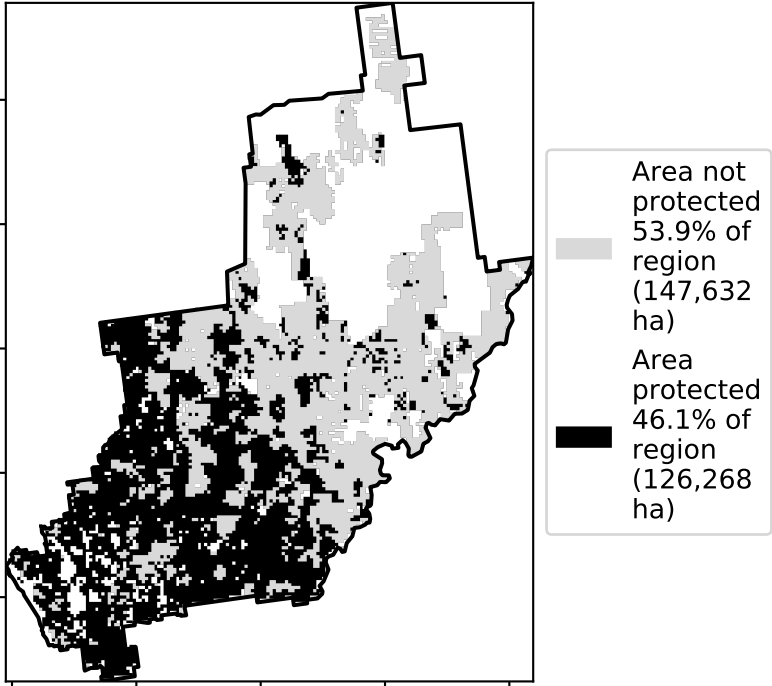 Area not
protected
53.9% of
region
(147,632
ha)
Area
protected
46.1% of
region
(126,268
ha)